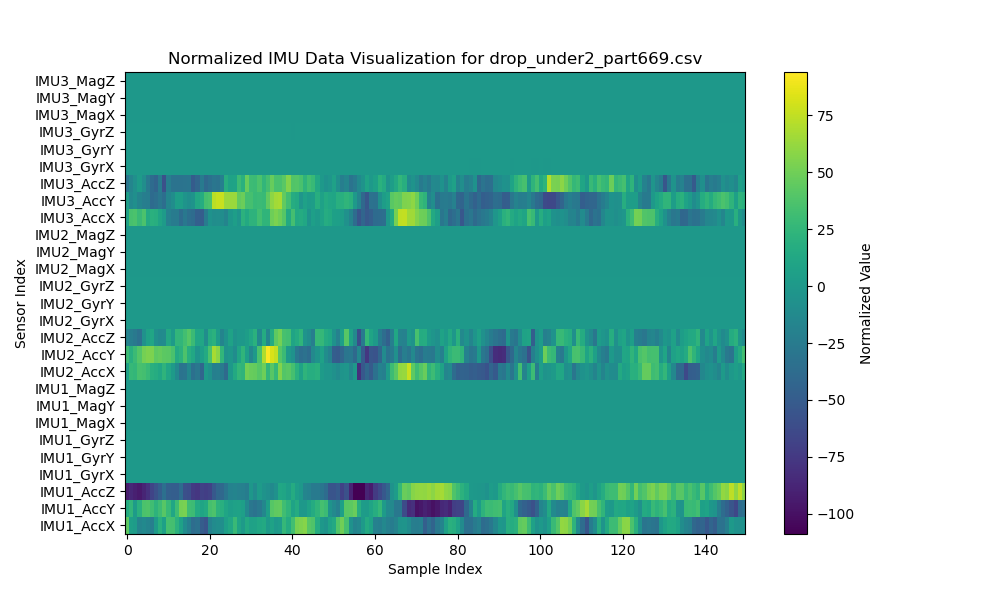 Normalized IMU Data Visualization for drop_under2_part669.csv
IMU3_MagZ
IMU3_MagY
IMU3_MagX
IMU3_GyrZ
IMU3_GyrY
IMU3_GyrX
IMU3_AccZ
IMU3_AccY
IMU3_AccX
IMU2_MagZ
IMU2_MagY
IMU2_MagX
IMU2_GyrZ
IMU2_GyrY
IMU2_GyrX
IMU2_AccZ
IMU2_AccY
IMU2_AccX
IMU1_MagZ
IMU1_MagY
IMU1_MagX
IMU1_GyrZ
IMU1_GyrY
IMU1_GyrX
IMU1_AccZ
IMU1_AccY
IMU1_AccX
Sensor Index
0 20 40 60 80 100 120 140
Sample Index
75
50
25
0
−25
−50
−75
−100
Normalized Value